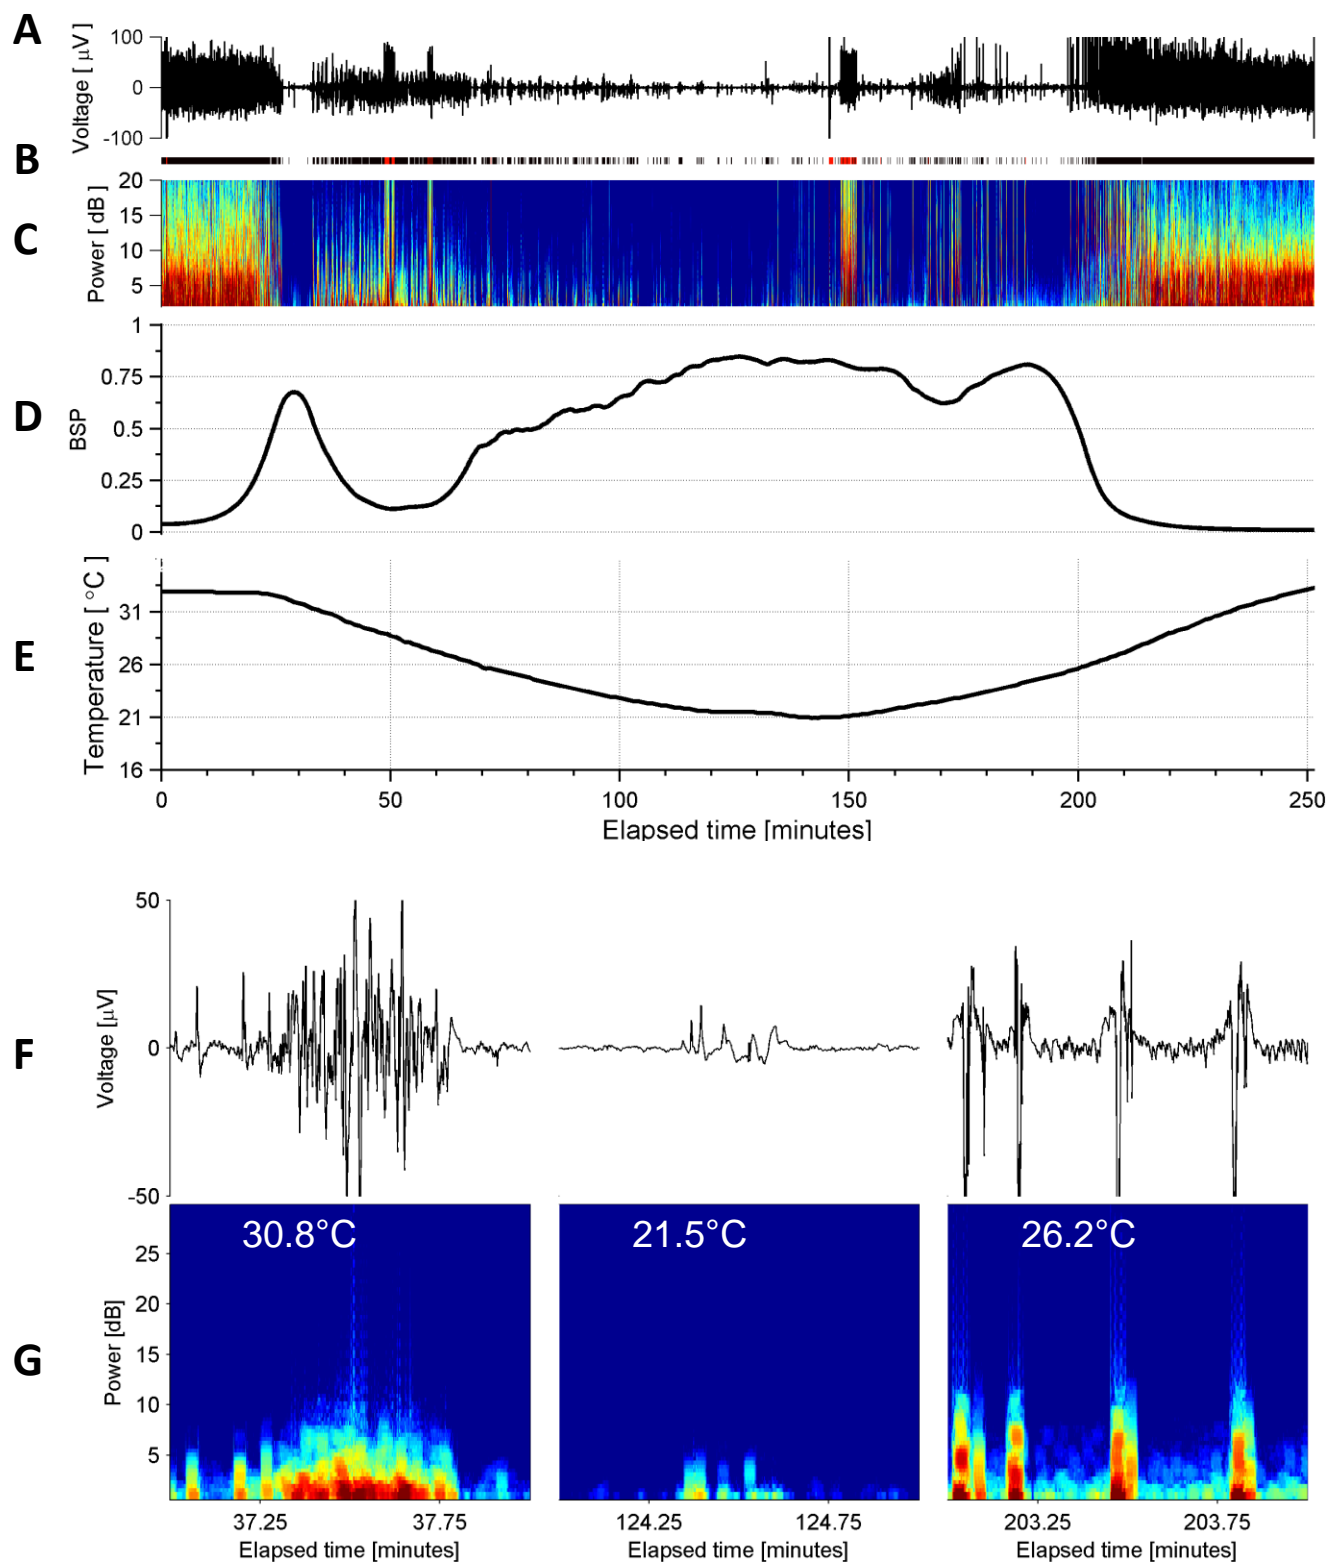 A
Voltage [ µV]
100
0
-100
B
C
Power [ dB]
20
15
10
5
D
BSP
1
0.75
0.5
0.25
0
E
Temperature [ °C ]
31
26
21
16
0 50 100 150 200 250
Elapsed time [minutes]
F
Voltage [µV]
50
0
-50
G
Power [dB]
30.8°C 21.5°C 26.2°C
25
20
15
10
5
37.25 37.75 124.25 124.75 203.25 203.75
Elapsed time [minutes] Elapsed time [minutes] Elapsed time [minutes]